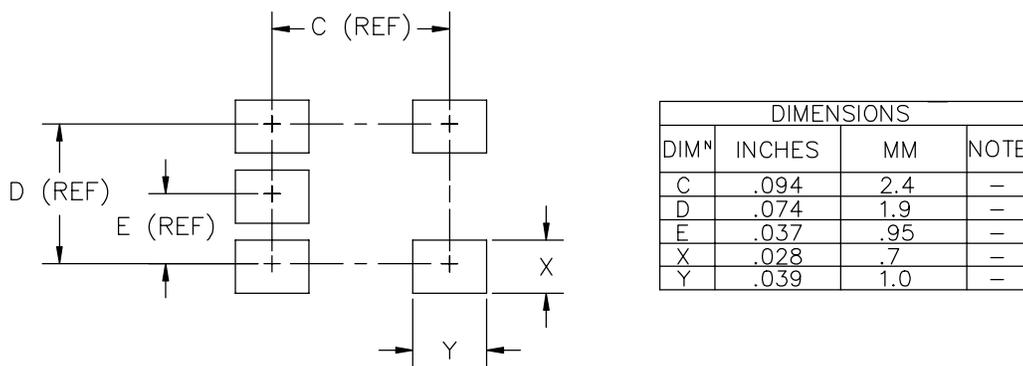 C (REF)
D (REF)
E (REF)
X
Y
DIMENSIONS
DIMᴺ INCHES MM NOTE
C .094 2.4 –
D .074 1.9 –
E .037 .95 –
X .028 .7 –
Y .039 1.0 –